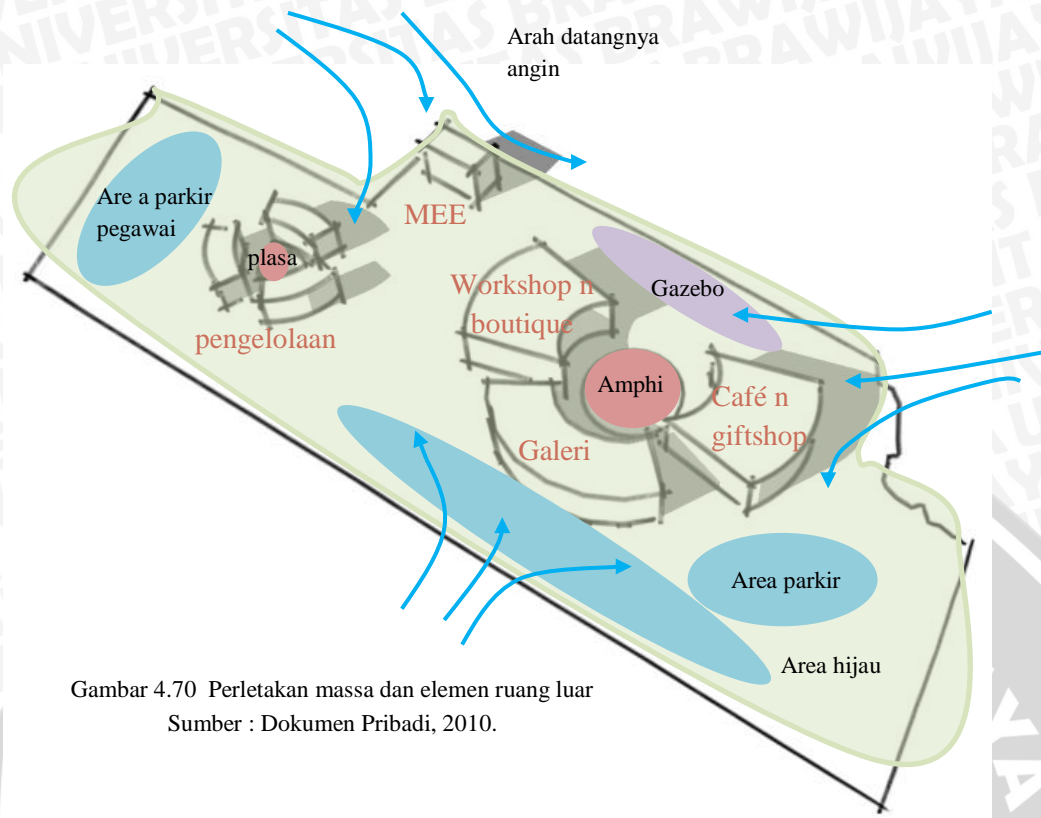 Arah datangnya
angin
Are a parkir
pegawai
MEE
plasa
Gazebo
Workshop n
boutique
pengelolaan
Amphi
Café n
giftshop
Galeri
Area parkir
Area hijau
Gambar 4.70 Perletakan massa dan elemen ruang luar
Sumber : Dokumen Pribadi, 2010.